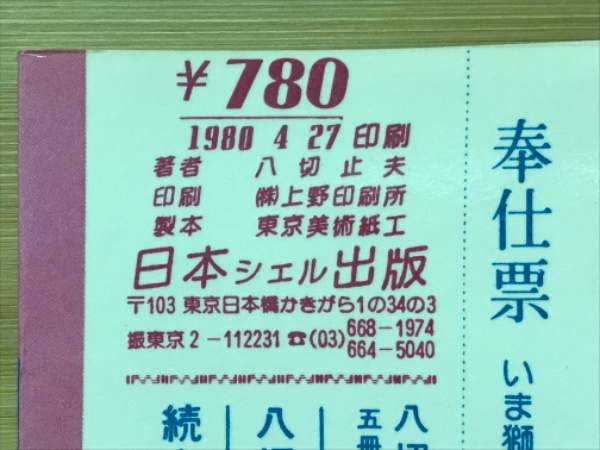 ¥780
1980 4 27 印刷
著者 八切止夫
印刷 ㈱上野印刷所
製本 東京美術紙工
日本シェル出版
〒103 東京日本橋かきがら1の34の3
振東京2-112231 ☎(03) 668-1974
664-5040
奉仕票 いま獅
八切
五冊
八切
続